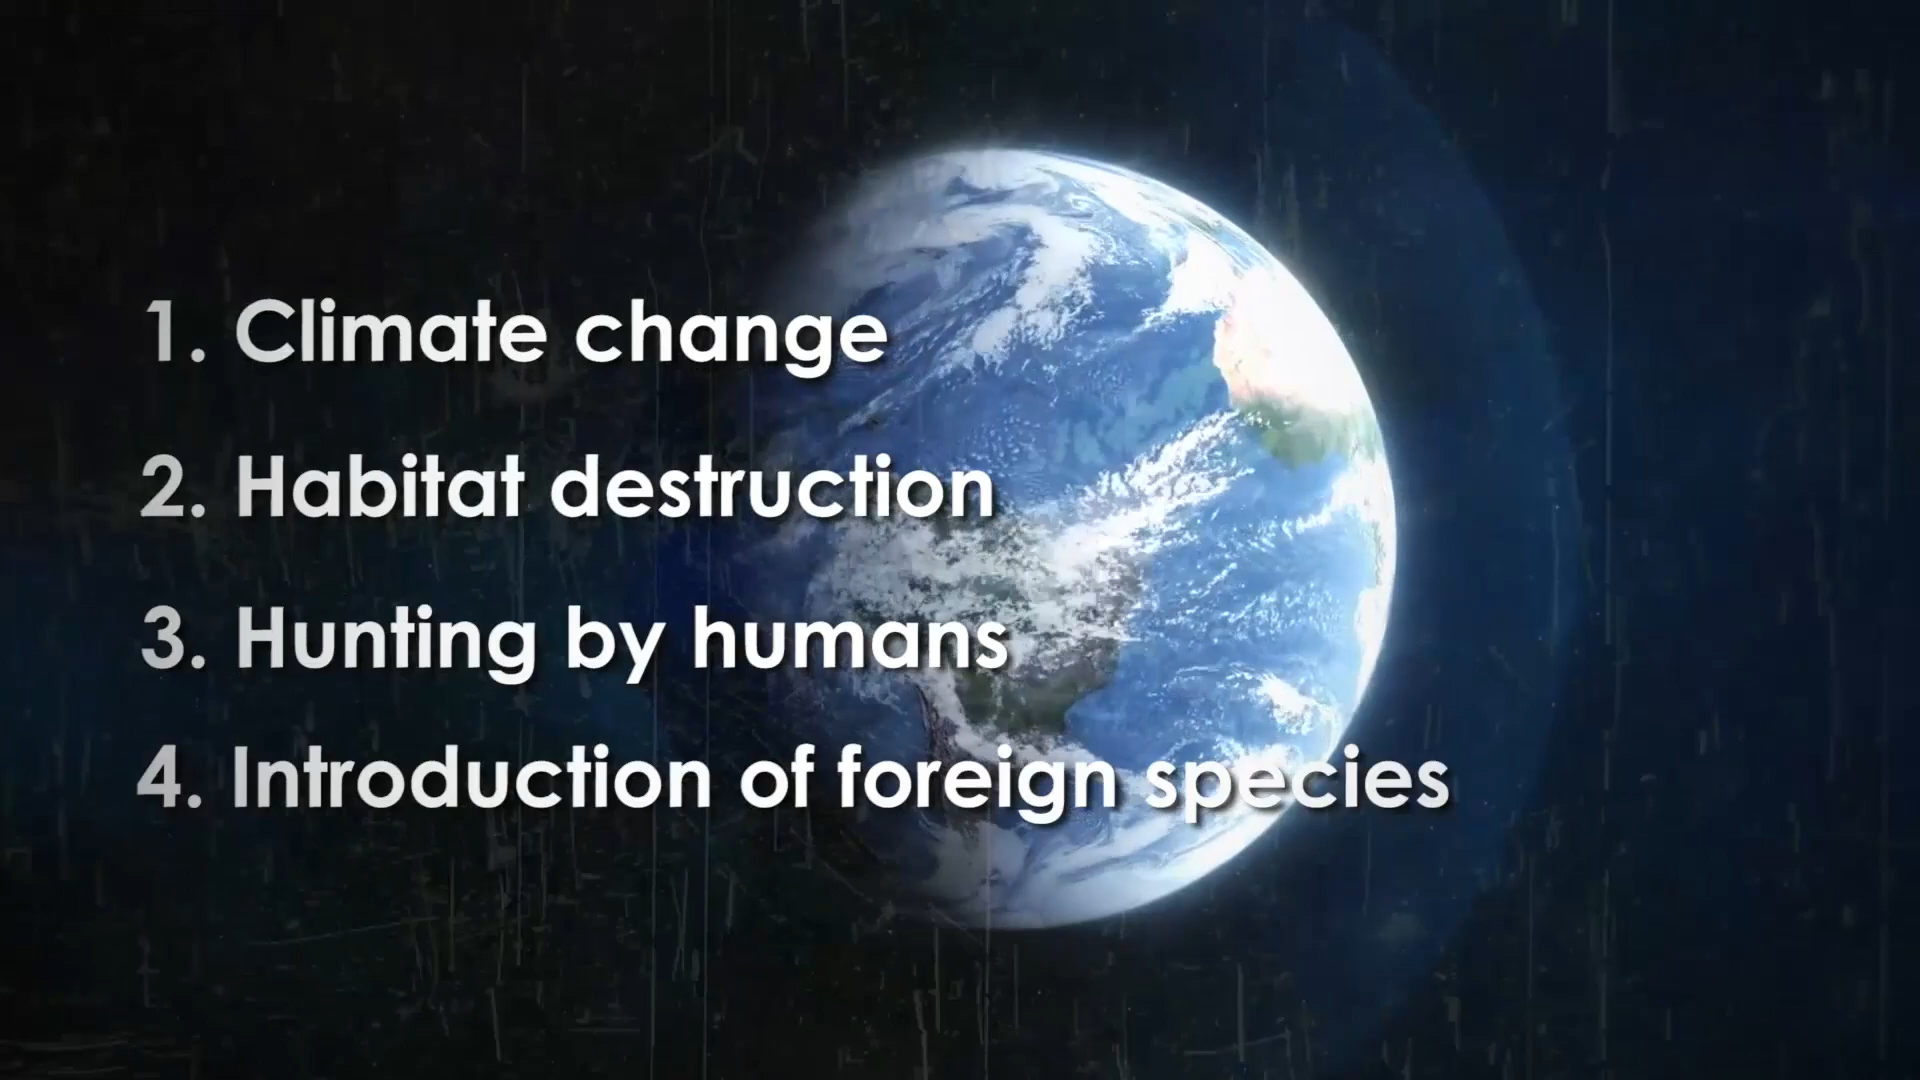 1. Climate change
2. Habitat destruction
3. Hunting by humans
4. Introduction of foreign species